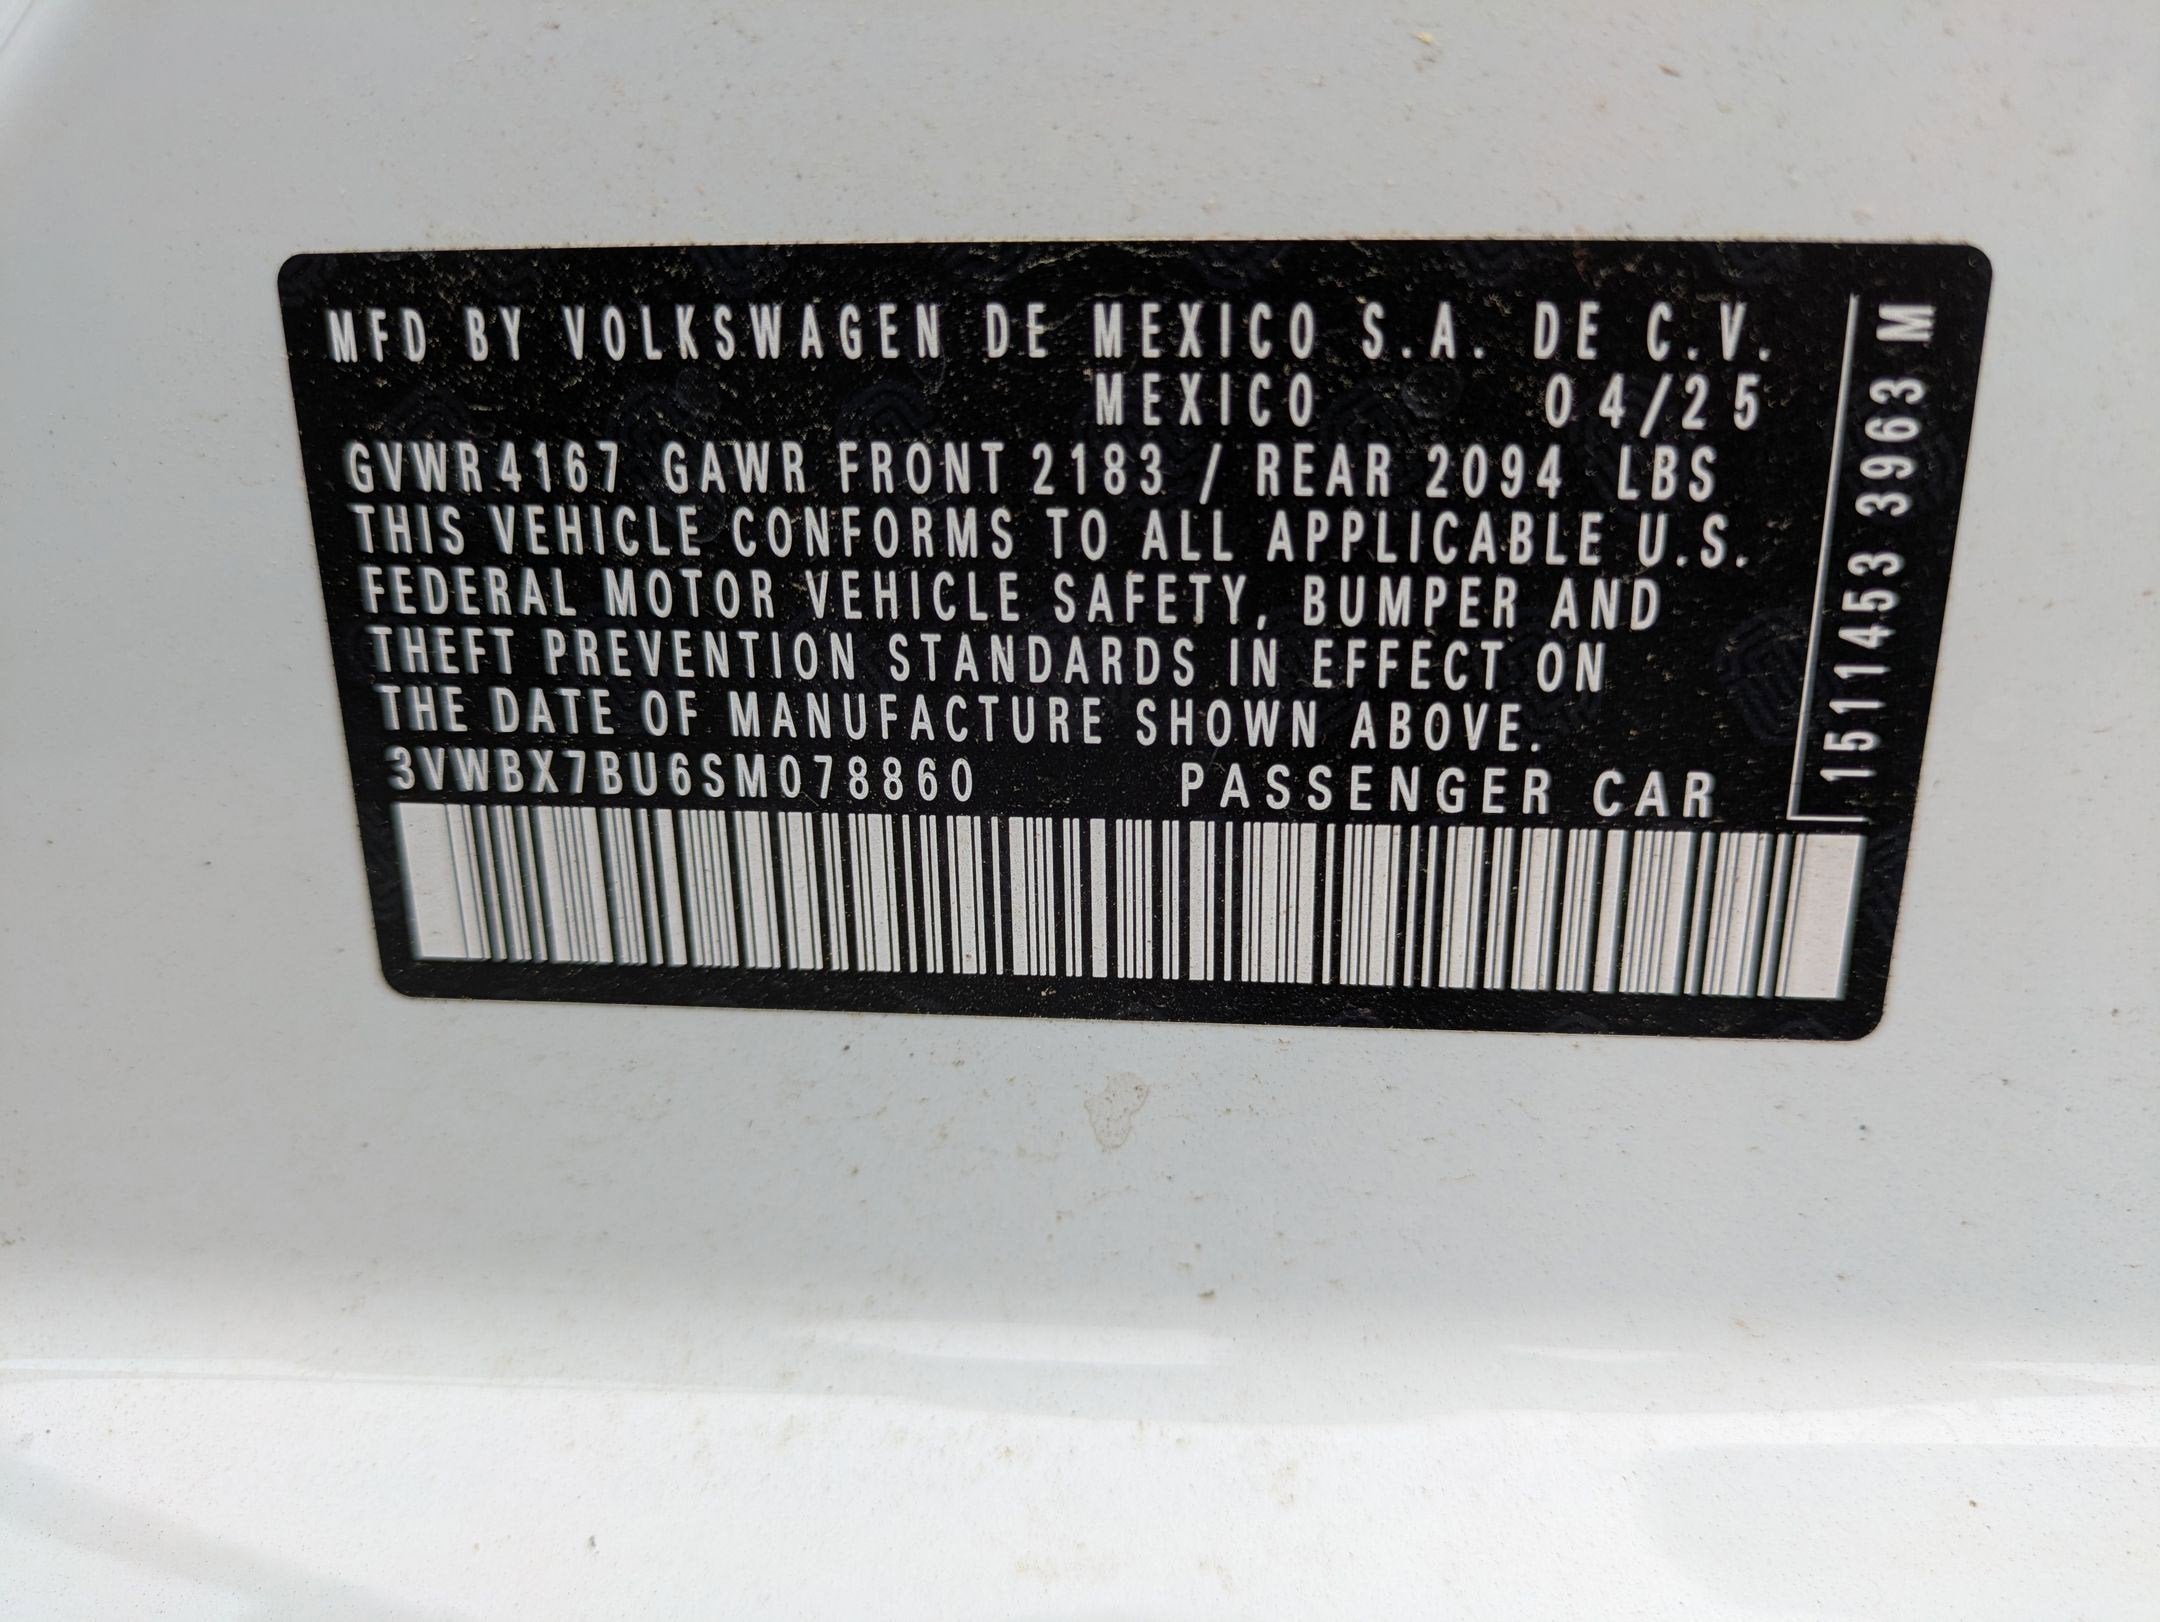 MFD BY VOLKSWAGEN DE MEXICO S.A. DE C.V.
MEXICO 04/25
GVWR 4167 GAWR FRONT 2183 / REAR 2094 LBS
THIS VEHICLE CONFORMS TO ALL APPLICABLE U.S.
FEDERAL MOTOR VEHICLE SAFETY, BUMPER AND
THEFT PREVENTION STANDARDS IN EFFECT ON
THE DATE OF MANUFACTURE SHOWN ABOVE.
3VWBX7BU6SM078860 PASSENGER CAR
1511453 3963 M